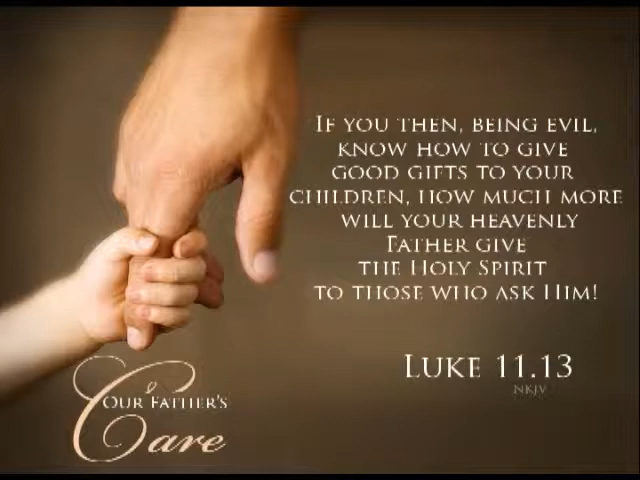 If you then, being evil,
know how to give
good gifts to your
children, how much more
will your heavenly
Father give
the Holy Spirit
to those who ask Him!
Luke 11.13
NKJV
Our Father's
Care